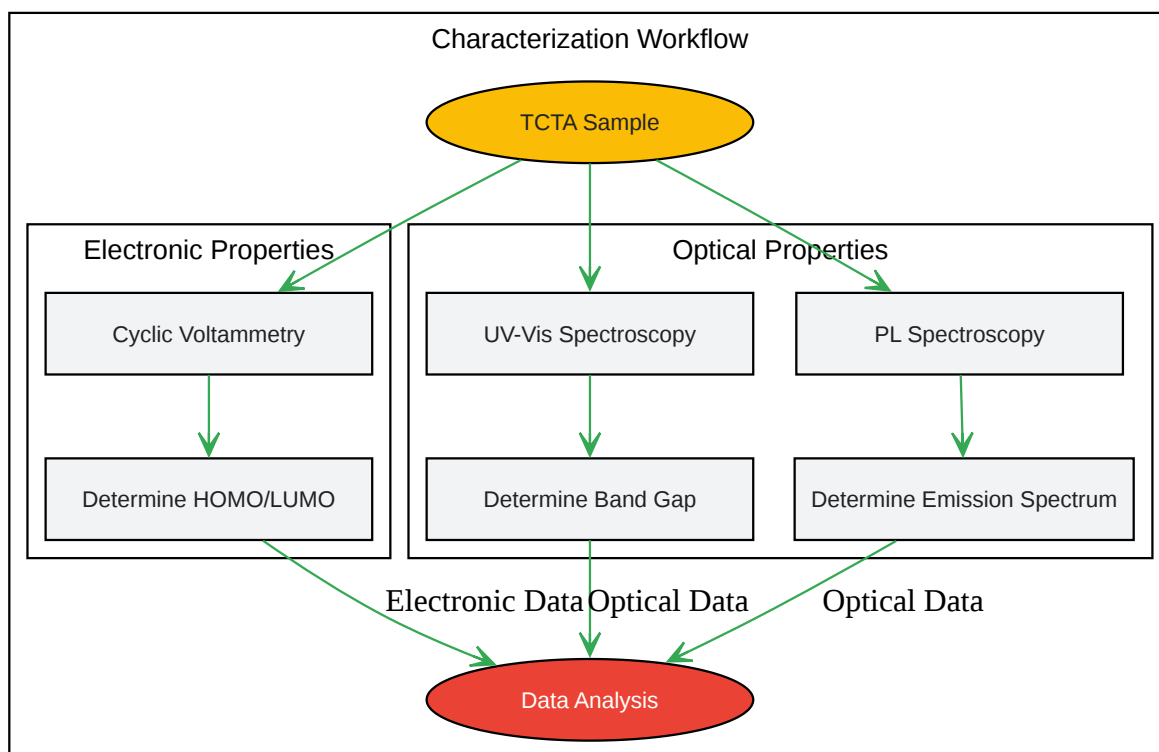 Characterization Workflow
TCTA Sample
Electronic Properties
Optical Properties
Cyclic Voltammetry
UV-Vis Spectroscopy
PL Spectroscopy
Determine HOMO/LUMO
Determine Band Gap
Determine Emission Spectrum
Electronic Data
Optical Data
Optical Data
Data Analysis